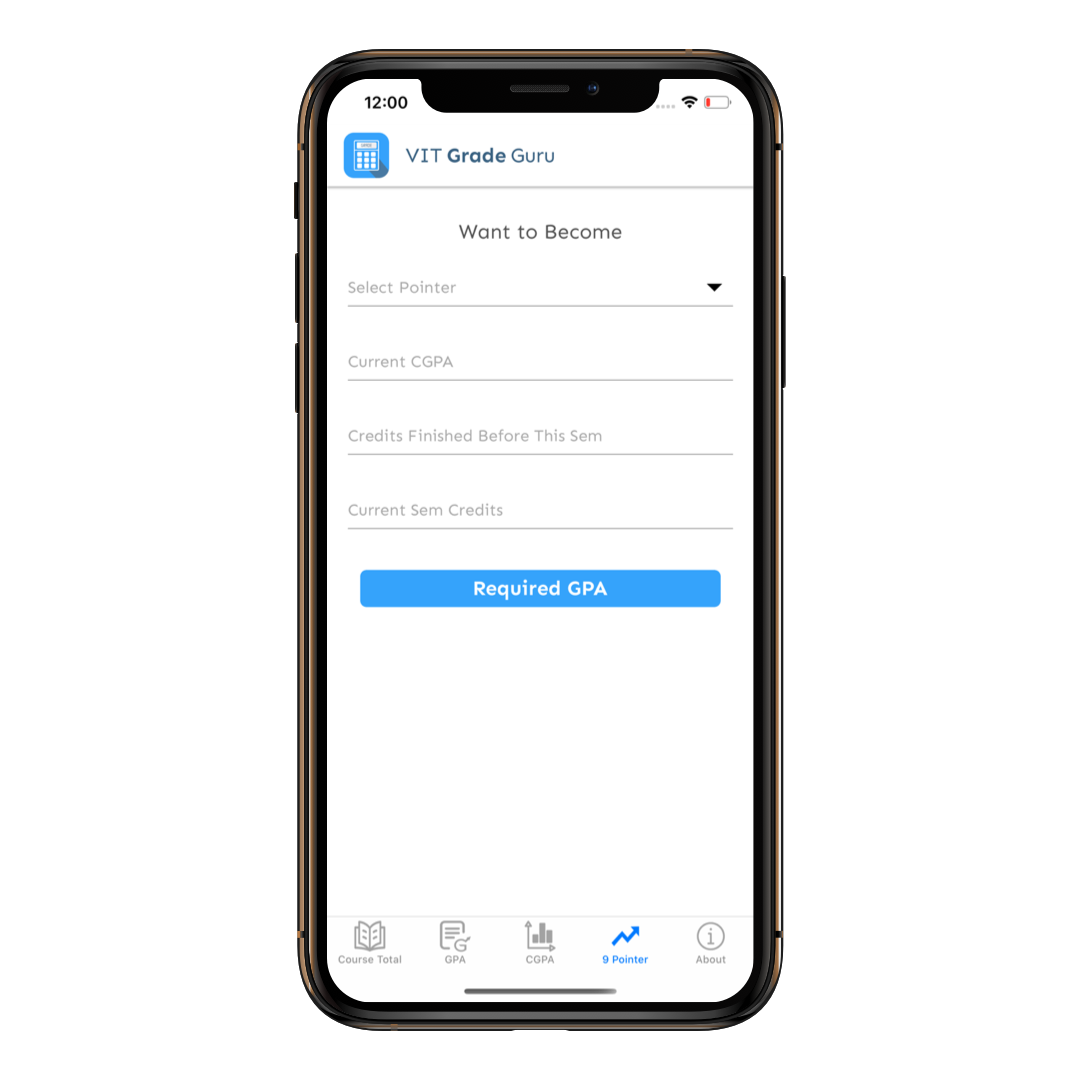 12:00
VIT Grade Guru
Want to Become
Select Pointer
Current CGPA
Credits Finished Before This Sem
Current Sem Credits
Required GPA
Course Total
GPA
CGPA
9 Pointer
About